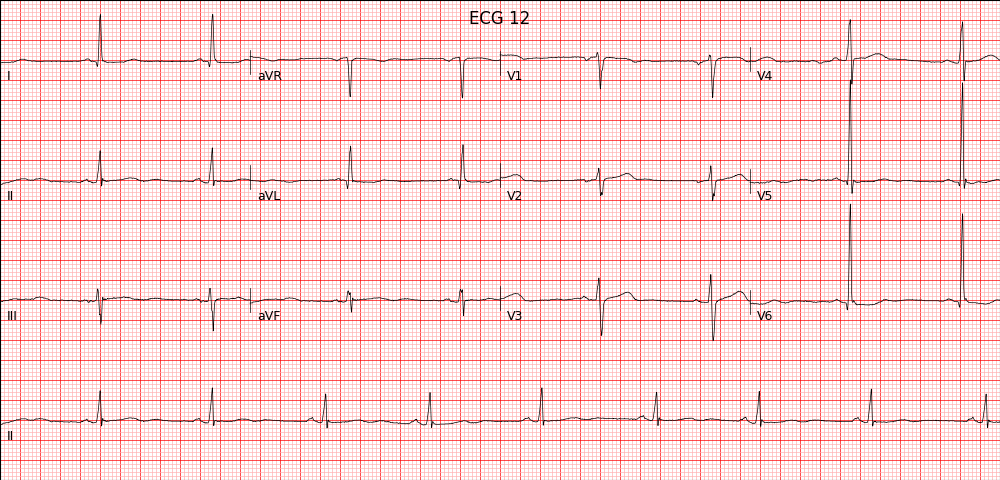 ECG 12
I aVR V1 V4
II aVL V2 V5
III aVF V3 V6
II